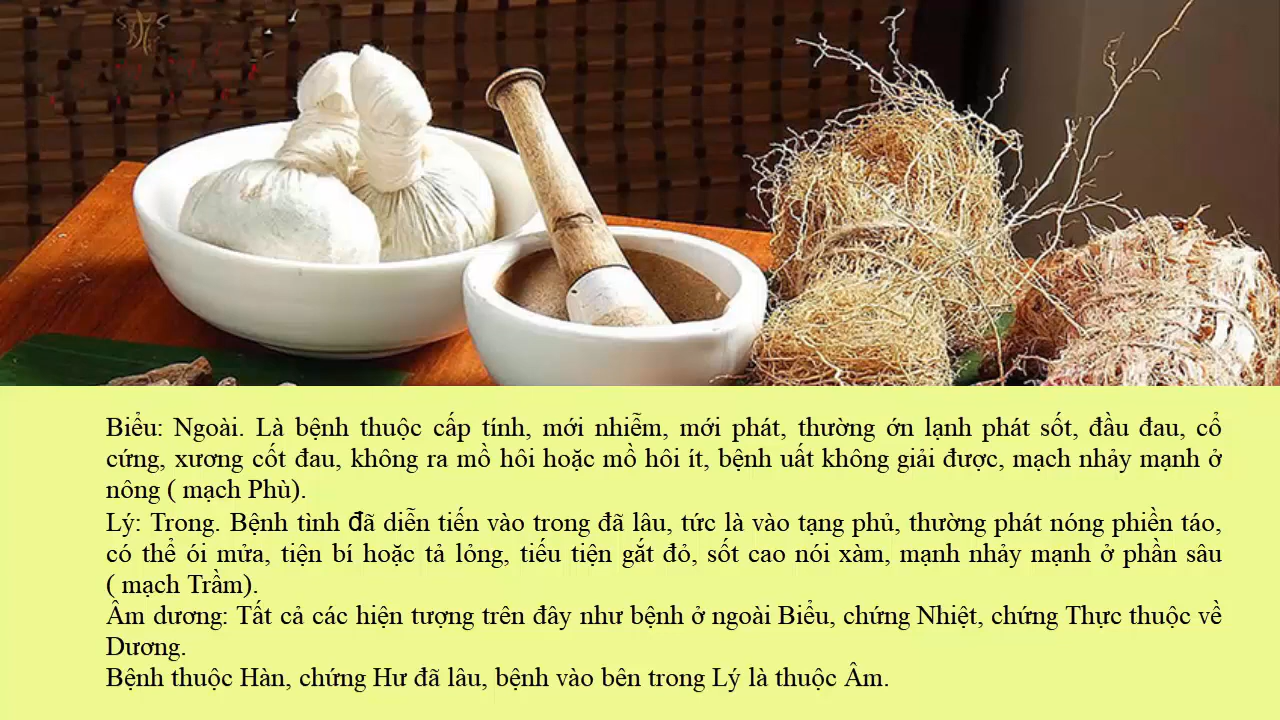 Biểu: Ngoài. Là bệnh thuộc cấp tính, mới nhiễm, mới phát, thường ớn lạnh phát sốt, đầu đau, cổ
cứng, xương cốt đau, không ra mồ hôi hoặc mồ hôi ít, bệnh uất không giải được, mạch nhảy mạnh ở
nông ( mạch Phù).
Lý: Trong. Bệnh tình đã diễn tiến vào trong đã lâu, tức là vào tạng phủ, thường phát nóng phiền táo,
có thể ói mửa, tiện bí hoặc tả lỏng, tiếu tiện gắt đỏ, sốt cao nói xàm, mạnh nhảy mạnh ở phần sâu
( mạch Trầm).
Âm dương: Tất cả các hiện tượng trên đây như bệnh ở ngoài Biểu, chứng Nhiệt, chứng Thực thuộc về
Dương.
Bệnh thuộc Hàn, chứng Hư đã lâu, bệnh vào bên trong Lý là thuộc Âm.